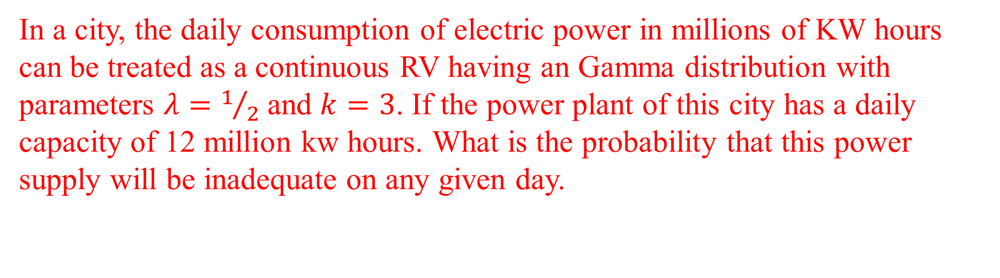 In a city, the daily consumption of electric power in millions of KW hours
can be treated as a continuous RV having an Gamma distribution with
parameters λ = 1/2 and k = 3. If the power plant of this city has a daily
capacity of 12 million kw hours. What is the probability that this power
supply will be inadequate on any given day.